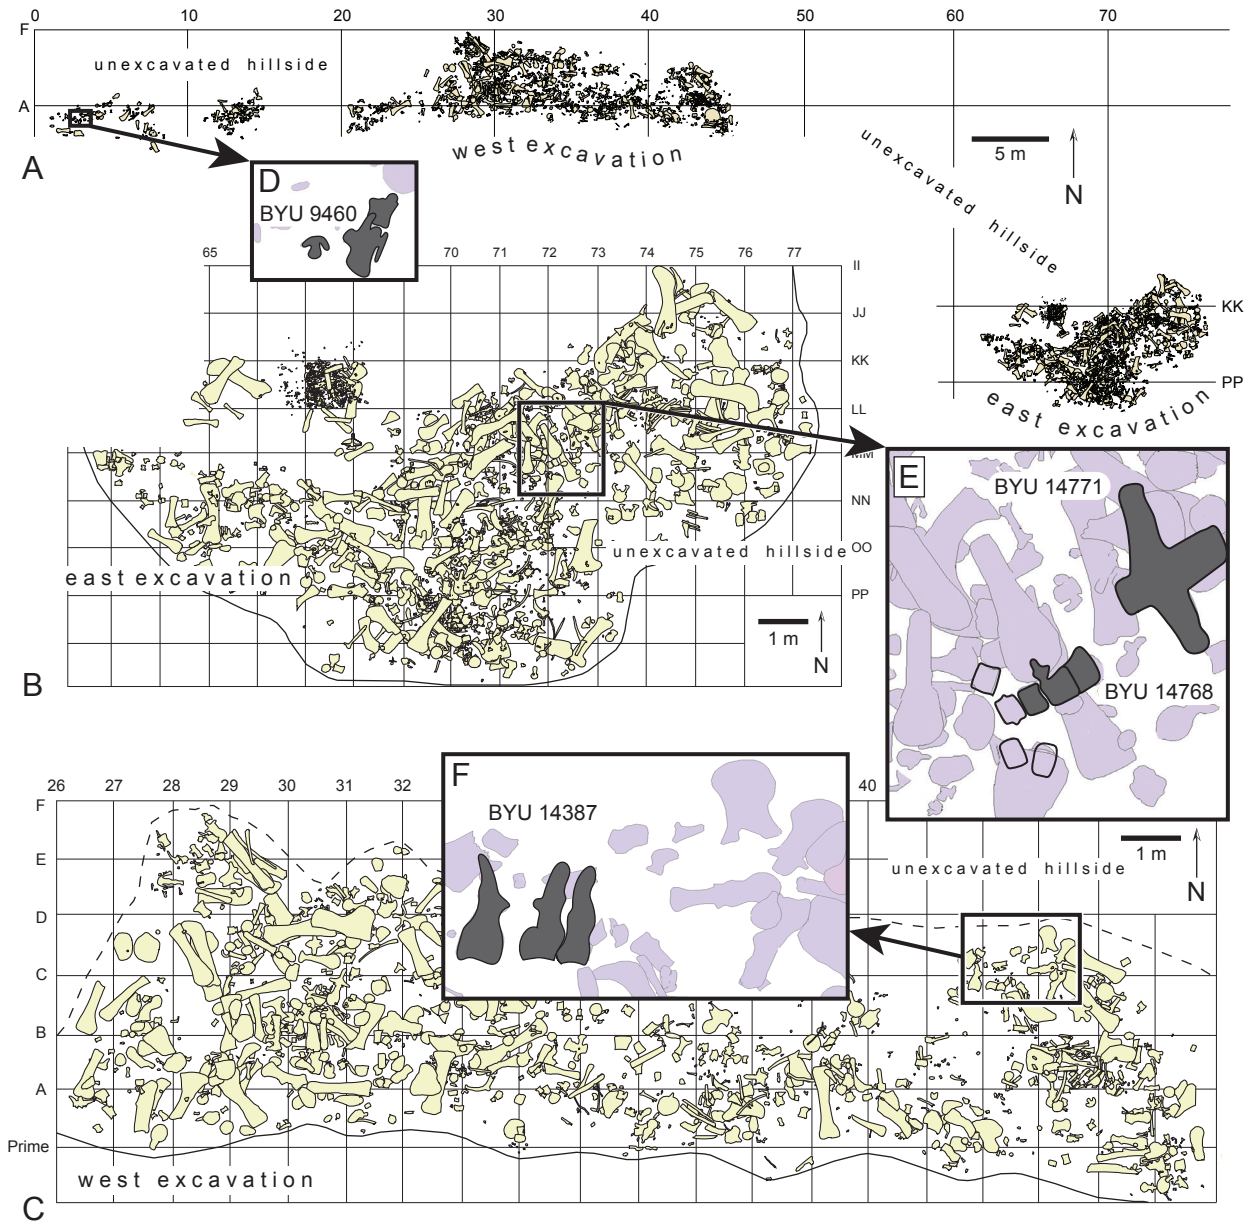 0 10 20 30 40 50 60 70
F
unexcavated hillside
A
west excavation
A
unexcavated hillside
5 m
N
D
BYU 9460
KK
PP
east excavation
65 70 71 72 73 74 75 76 77
II
JJ
KK
LL
MM
NN
OO
PP
unexcavated hillside
east excavation
1 m
N
B
E
BYU 14771
BYU 14768
26 27 28 29 30 31 32 40
F
E
D
C
B
A
Prime
F
BYU 14387
unexcavated hillside
1 m
N
west excavation
C